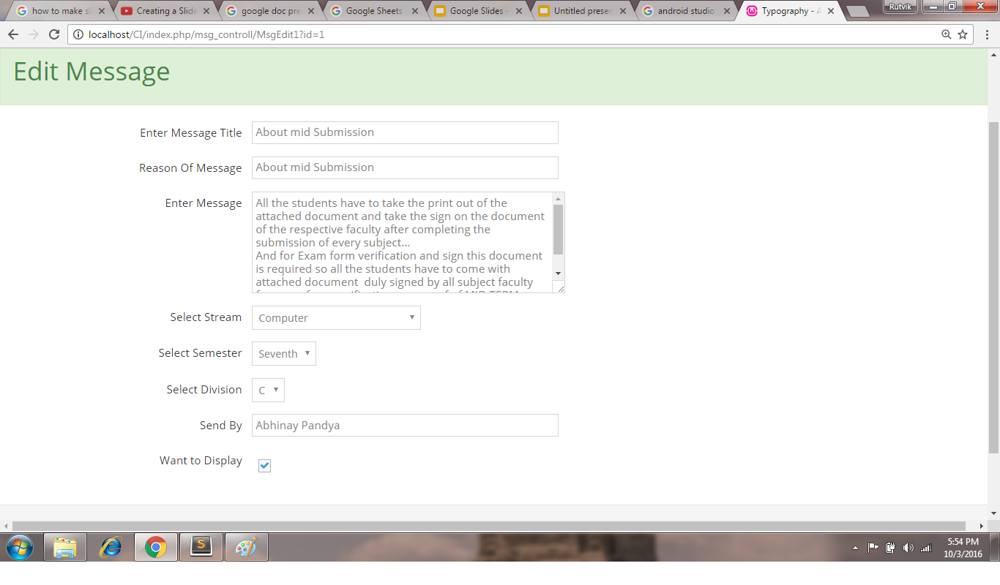 how to make sl
Creating a Slide
google doc pre
Google Sheets
Google Slides -
Untitled presen
android studio
Typography - A
Rutvik
localhost/CI/index.php/msg_controll/MsgEdit1?id=1
Edit Message
Enter Message Title
About mid Submission
Reason Of Message
About mid Submission
Enter Message
All the students have to take the print out of the
attached document and take the sign on the document
of the respective faculty after completing the
submission of every subject...
And for Exam form verification and sign this document
is required so all the students have to come with
attached document  duly signed by all subject faculty
Select Stream
Computer
Select Semester
Seventh
Select Division
C
Send By
Abhinay Pandya
Want to Display
5:54 PM
10/3/2016